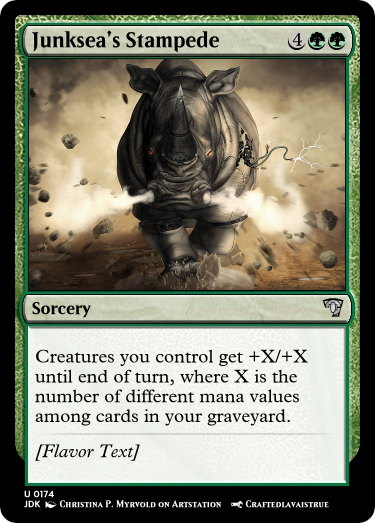 Junksea's Stampede 4
Sorcery
Creatures you control get +X/+X
until end of turn, where X is the
number of different mana values
among cards in your graveyard.
[Flavor Text]
U 0174
JDK Christina P. Myrvold on Artstation Craftedlavaistrue